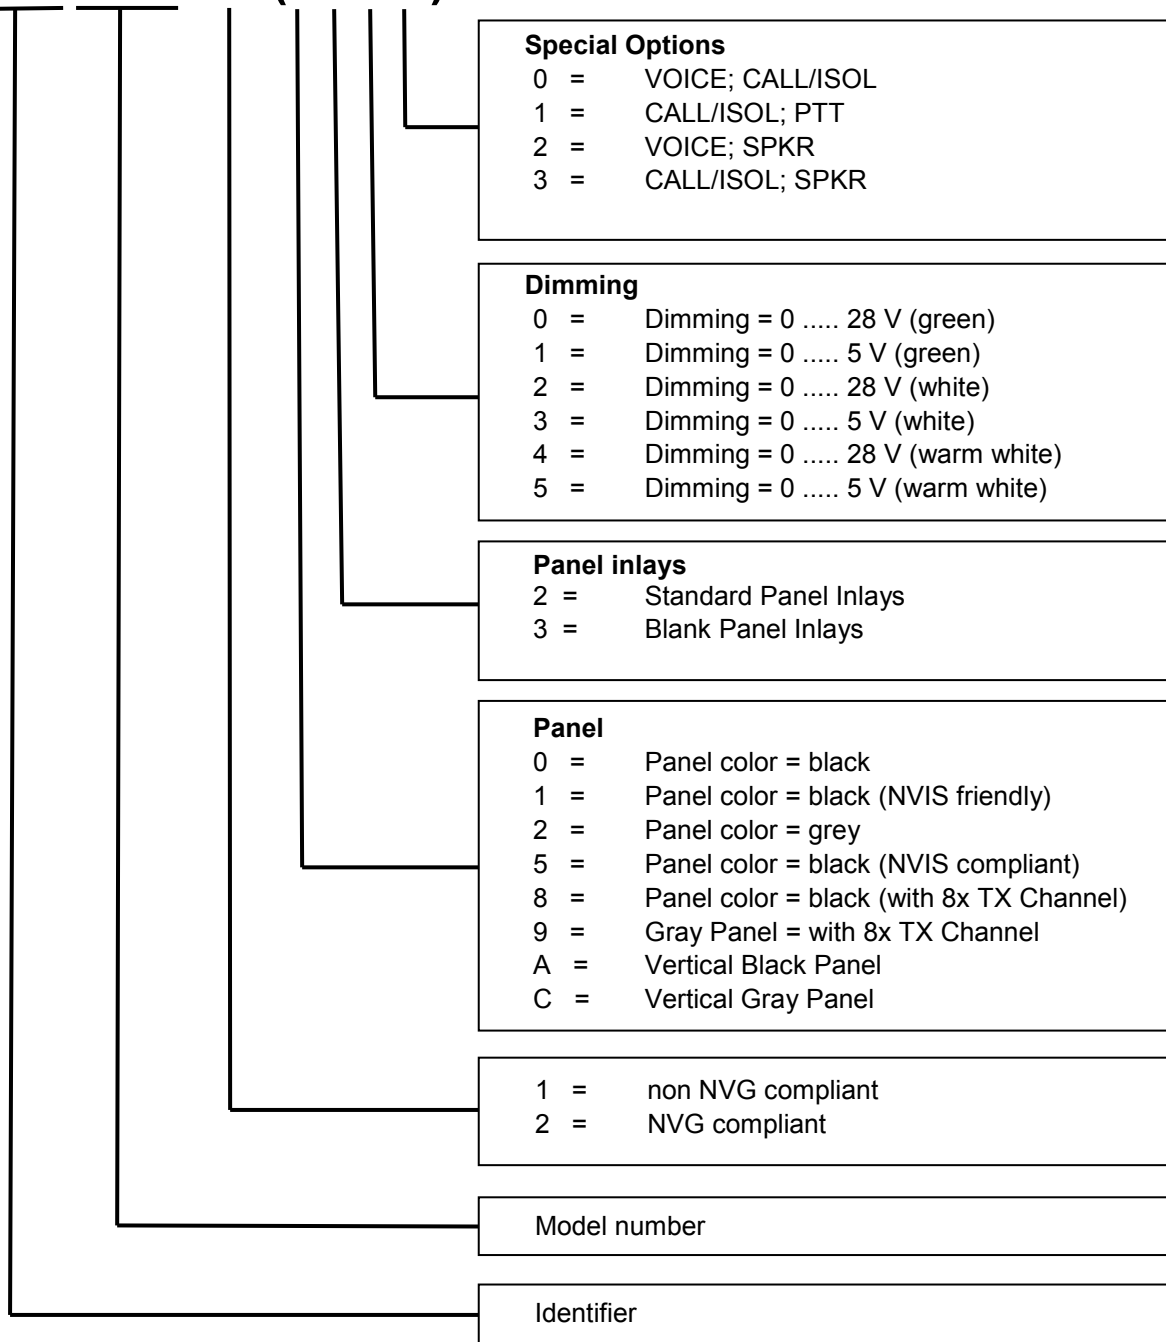 Special Options
0 = VOICE; CALL/ISOL
1 = CALL/ISOL; PTT
2 = VOICE; SPKR
3 = CALL/ISOL; SPKR
Dimming
0 = Dimming = 0 ..... 28 V (green)
1 = Dimming = 0 ..... 5 V (green)
2 = Dimming = 0 ..... 28 V (white)
3 = Dimming = 0 ..... 5 V (white)
4 = Dimming = 0 ..... 28 V (warm white)
5 = Dimming = 0 ..... 5 V (warm white)
Panel inlays
2 = Standard Panel Inlays
3 = Blank Panel Inlays
Panel
0 = Panel color = black
1 = Panel color = black (NVIS friendly)
2 = Panel color = grey
5 = Panel color = black (NVIS compliant)
8 = Panel color = black (with 8x TX Channel)
9 = Gray Panel = with 8x TX Channel
A = Vertical Black Panel
C = Vertical Gray Panel
1 = non NVG compliant
2 = NVG compliant
Model number
Identifier